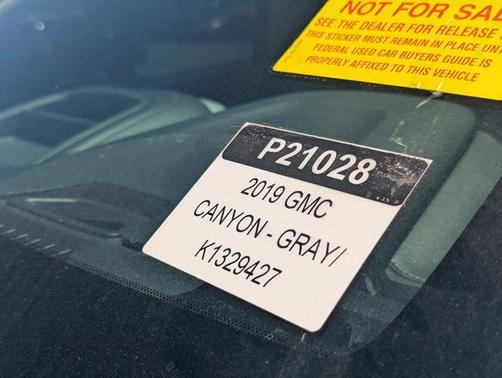 NOT FOR SAL
SEE THE DEALER FOR RELEASE
THIS STICKER MUST REMAIN IN PLACE UNT
FEDERAL USED CAR BUYERS GUIDE IS
PROPERLY AFFIXED TO THIS VEHICLE
P21028
2019 GMC
CANYON - GRAY/
K1329427